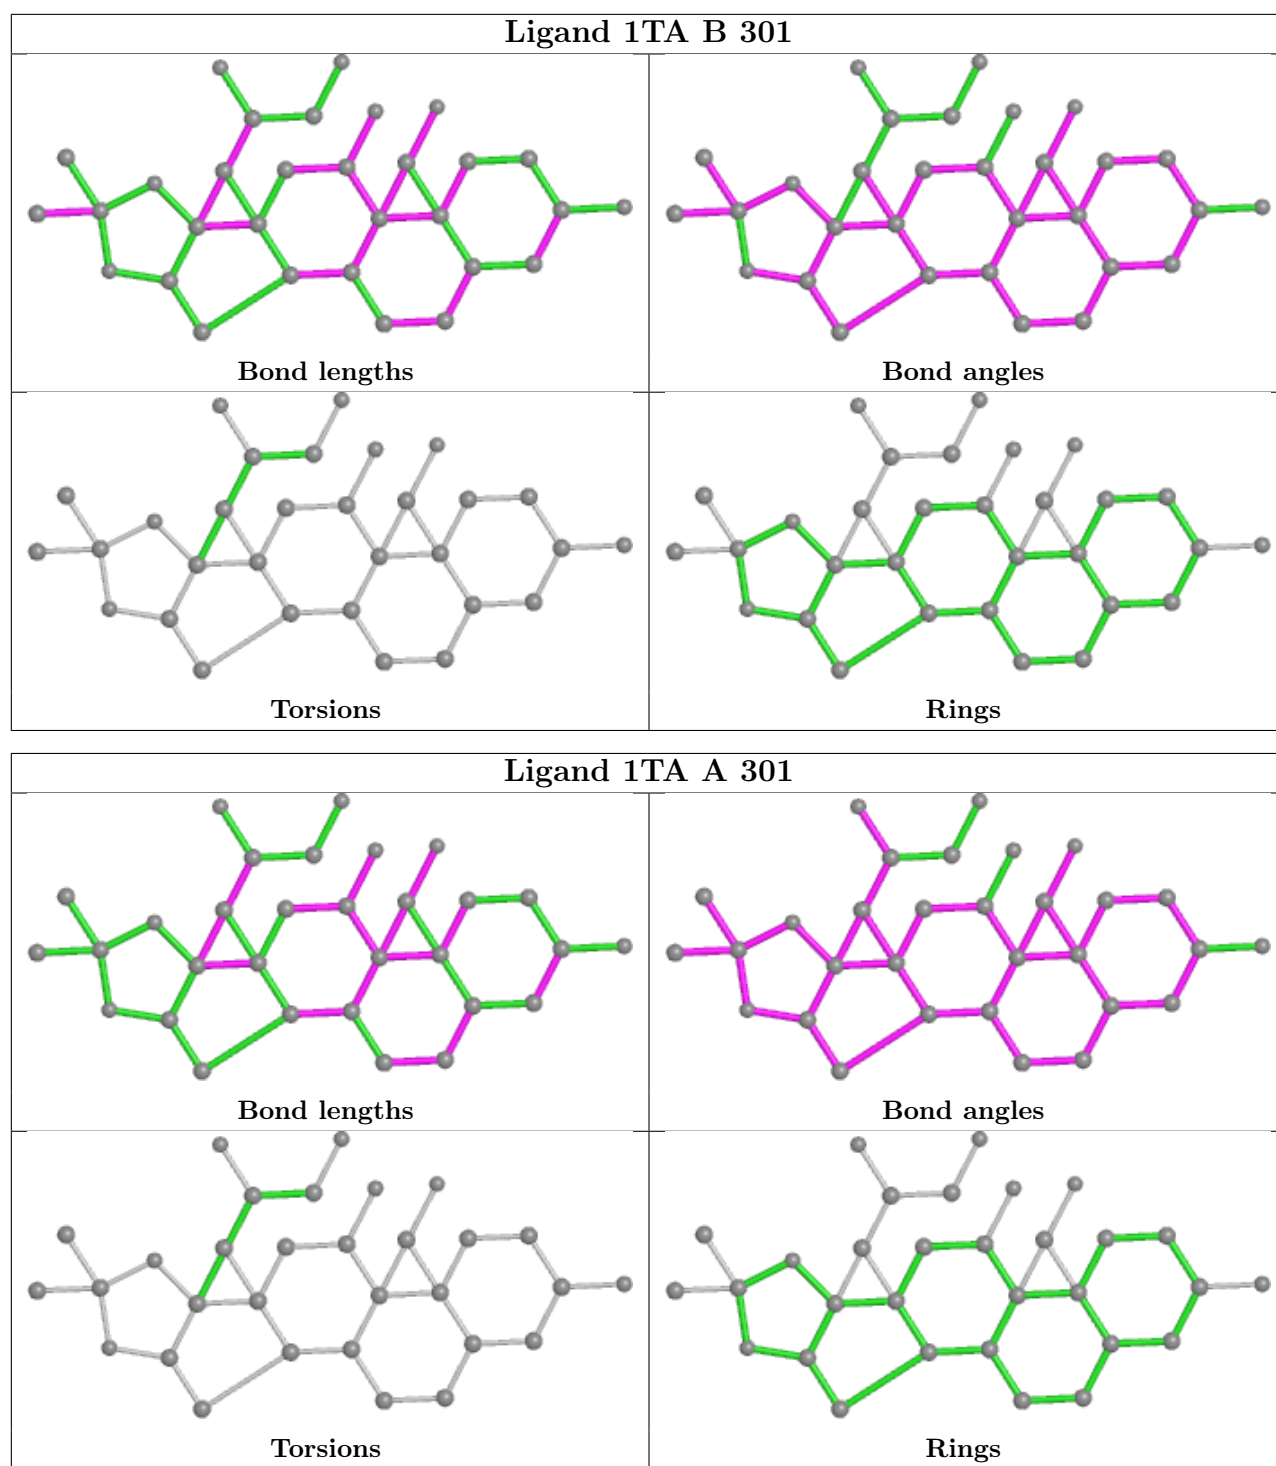 Ligand 1TA B 301
Bond lengths
Bond angles
Torsions
Rings
Ligand 1TA A 301
Bond lengths
Bond angles
Torsions
Rings